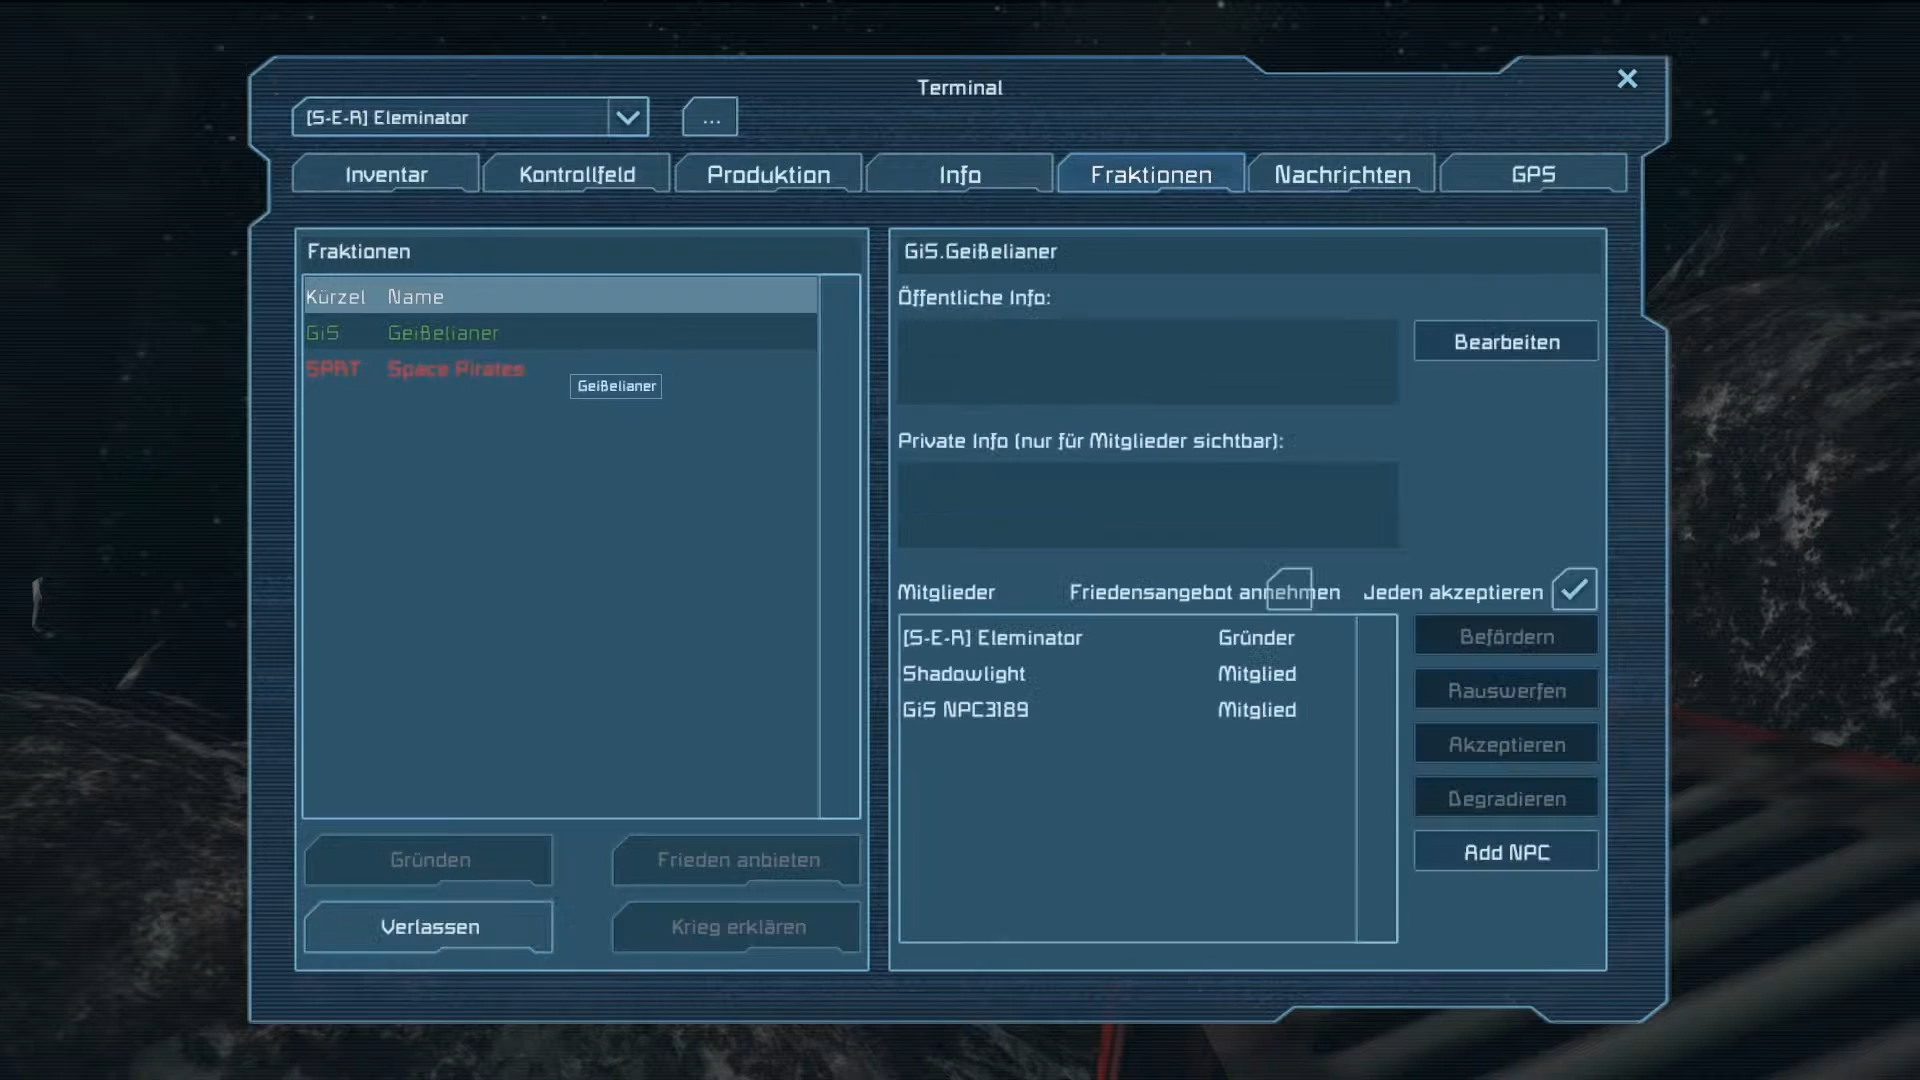 Terminal
[S-E-R] Eleminator
...
Inventar
Kontrollfeld
Produktion
Info
Fraktionen
Nachrichten
GPS
Fraktionen
Kürzel Name
GiS Geißelianer
SPRT Space Pirates
Geißelianer
Gründen
Frieden anbieten
Verlassen
Krieg erklären
GiS.Geißelianer
Öffentliche Info:
Bearbeiten
Private Info (nur für Mitglieder sichtbar):
Mitglieder
Friedensangebot annehmen
Jeden akzeptieren
[S-E-R] Eleminator Gründer
Shadowlight Mitglied
GiS NPC3189 Mitglied
Befördern
Rauswerfen
Akzeptieren
Degradieren
Add NPC